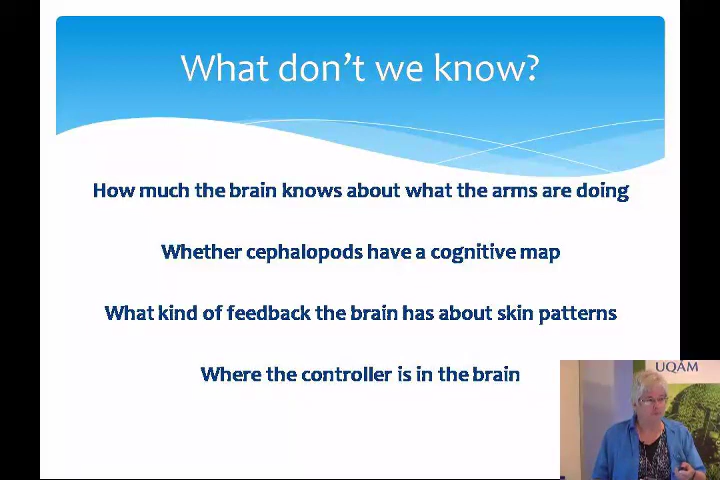 What don't we know?
How much the brain knows about what the arms are doing
Whether cephalopods have a cognitive map
What kind of feedback the brain has about skin patterns
Where the controller is in the brain
UQÀM